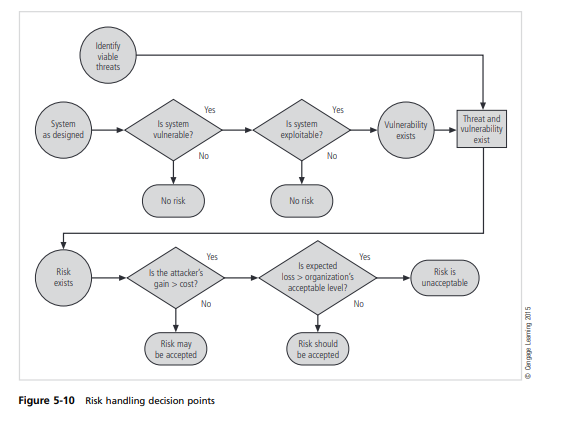 Identify
viable
threats
System
as designed
Is system
vulnerable?
Yes
No
No risk
Is system
exploitable?
Yes
No
No risk
Vulnerability
exists
Threat and
vulnerability
exist
Risk
exists
Is the attacker's
gain > cost?
Yes
No
Risk may
be accepted
Is expected
loss > organization's
acceptable level?
Yes
No
Risk should
be accepted
Risk is
unacceptable
© Cengage Learning 2015
Figure 5-10 Risk handling decision points